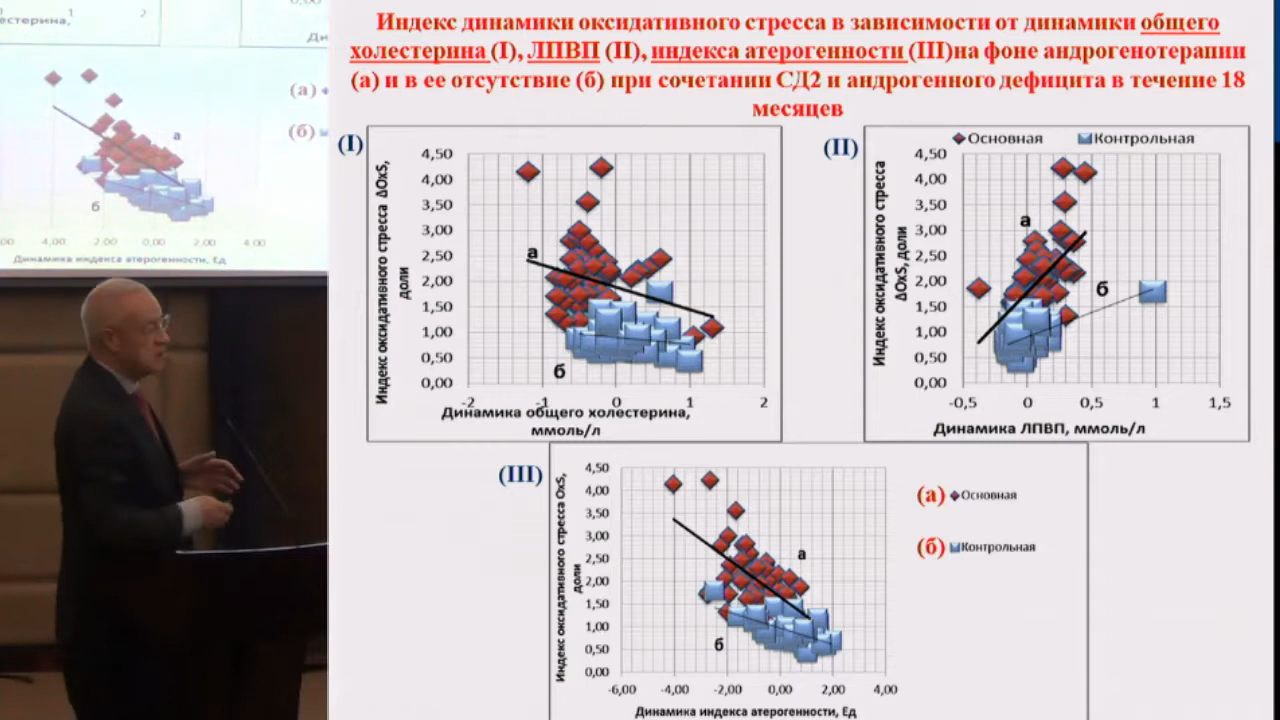 Индекс динамики оксидативного стресса в зависимости от динамики общего
холестерина (I), ЛПВП (II), индекса атерогенности (III)на фоне андрогенотерапии
(а) и в ее отсутствие (б) при сочетании СД2 и андрогенного дефицита в течение 18
месяцев
(I)
Индекс оксидативного стресса ΔOxS,
доли
4,50
4,00
3,50
3,00
2,50
2,00
1,50
1,00
0,50
0,00
а
б
-2
-1
0
1
2
Динамика общего холестерина,
ммоль/л
(II)
Основная
Контрольная
Индекс оксидативного стресса
ΔOxS, доли
4,50
4,00
3,50
3,00
2,50
2,00
1,50
1,00
0,50
0,00
а
б
-0,5
0
0,5
1
1,5
Динамика ЛПВП, ммоль/л
(III)
Индекс оксидативного стресса OxS,
доли
4,50
4,00
3,50
3,00
2,50
2,00
1,50
1,00
0,50
0,00
а
б
-6,00
-4,00
-2,00
0,00
2,00
4,00
Динамика индекса атерогенности, Ед
(а) Основная
(б) Контрольная
естерина,
1
2
(а)
(б)
а
б
4,00
2,00
0,00
2,00
4,00
Динамика индекса атерогенности, Ед